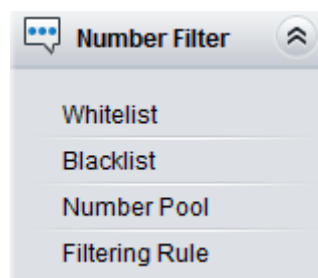 Number Filter
Whitelist
Blacklist
Number Pool
Filtering Rule